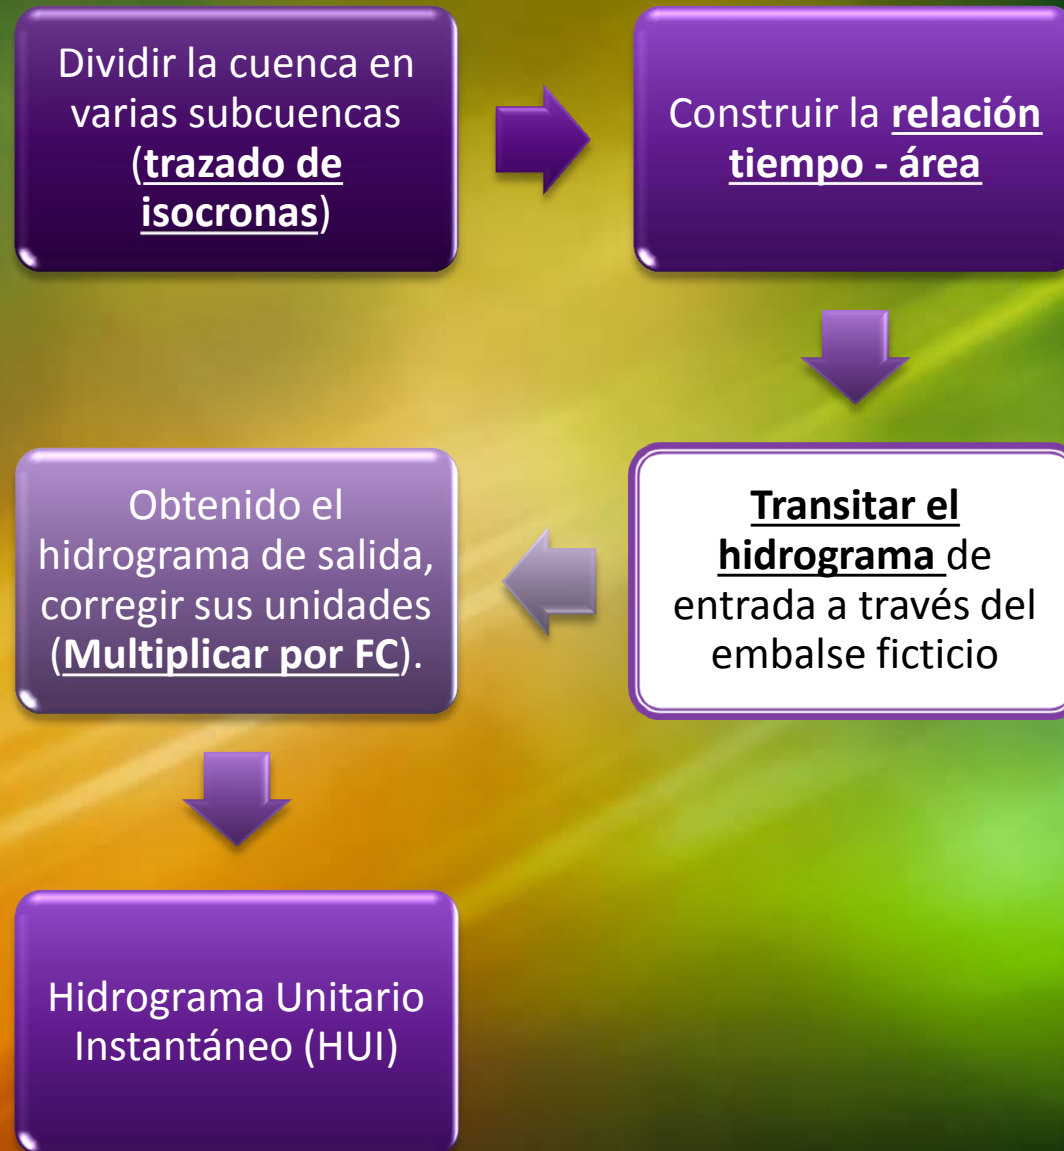 Dividir la cuenca en
varias subcuencas
(trazado de
isocronas)
Construir la relación
tiempo - área
Transitar el
hidrograma de
entrada a través del
embalse ficticio
Obtenido el
hidrograma de salida,
corregir sus unidades
(Multiplicar por FC).
Hidrograma Unitario
Instantáneo (HUI)